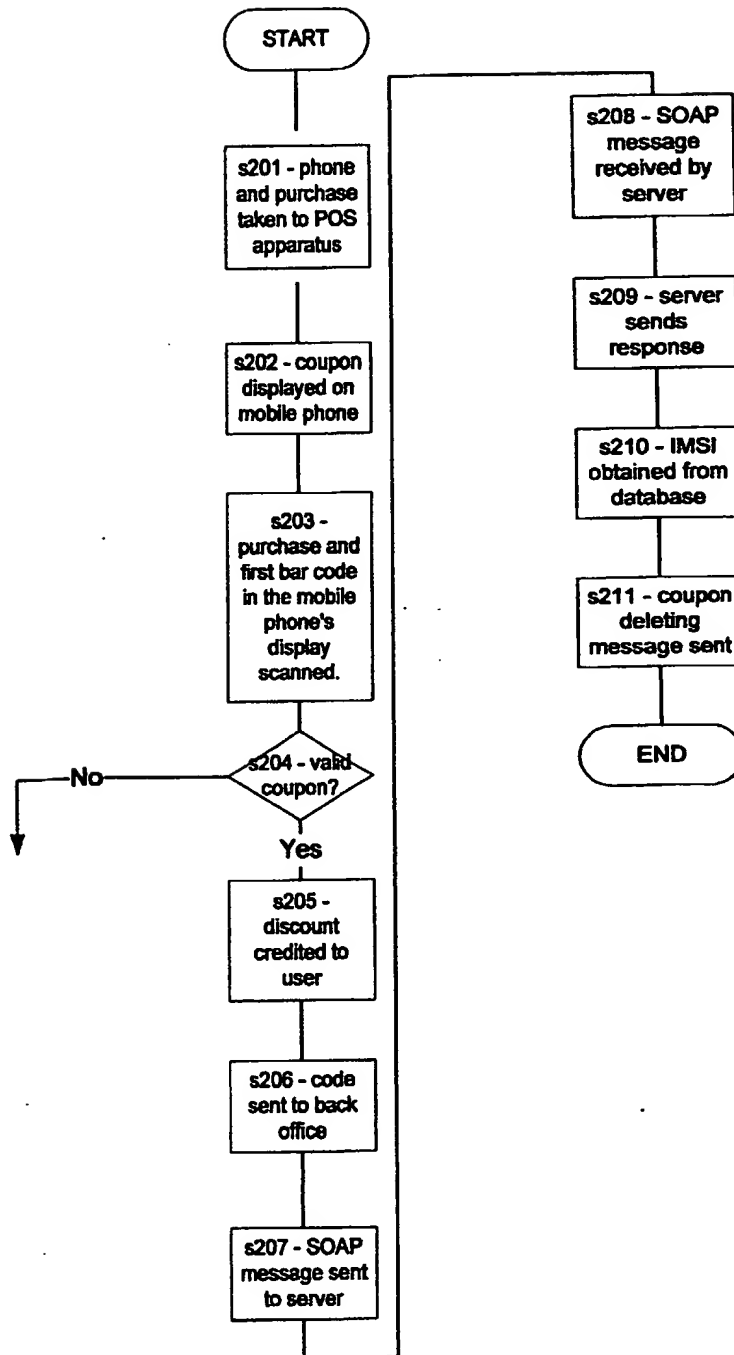 START
s201 - phone
and purchase
taken to POS
apparatus
s202 - coupon
displayed on
mobile phone
s203 -
purchase and
first bar code
in the mobile
phone's
display
scanned.
s204 - valid
coupon?
No
Yes
s205 -
discount
credited to
user
s206 - code
sent to back
office
s207 - SOAP
message sent
to server
s208 - SOAP
message
received by
server
s209 - server
sends
response
s210 - IMSI
obtained from
database
s211 - coupon
deleting
message sent
END